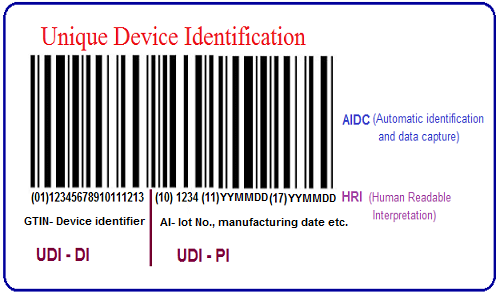 Unique Device Identification
AIDC (Automatic identification
and data capture)
(01)12345678910111213 (10) 1234 (11)YYMMDD(17)YYMMDD
HRI (Human Readable
Interpretation)
GTIN- Device identifier
AI- lot No., manufacturing date etc.
UDI - DI
UDI - PI